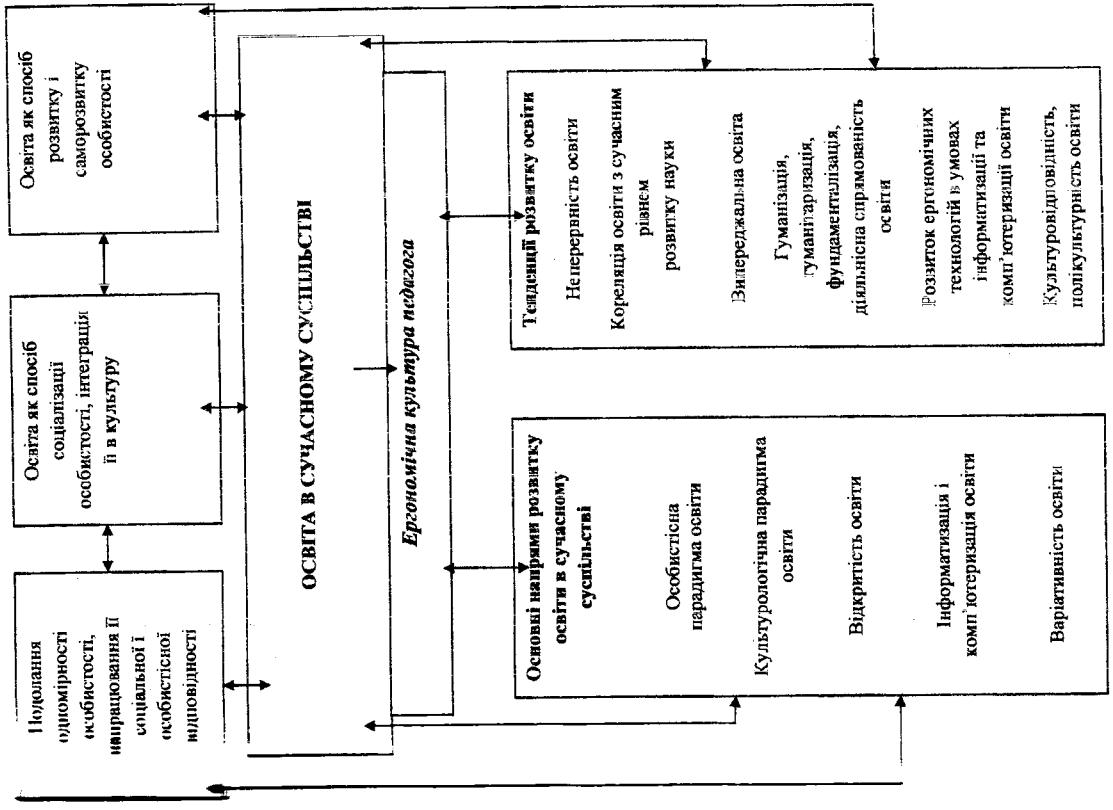 Подолання
одномірності
особистості,
напрацювання її
соціальної і
особистісної
відповідності
Освіта як спосіб
соціалізації
особистості, інтеграція
її в культуру
Освіта як спосіб
розвитку і
саморозвитку
особистості
ОСВІТА В СУЧАСНОМУ СУСПІЛЬСТВІ
Ергономічна культура педагога
Основні напрями розвитку
освіти в сучасному
суспільстві
Особистісна
парадигма освіти
Культурологічна парадигма
освіти
Відкритість освіти
Інформатизація і
комп’ютеризація освіти
Варіативність освіти
Тенденції розвитку освіти
Неперервність освіти
Кореляція освіти з сучасним
рівнем
розвитку науки
Випереджальна освіта
Гуманізація,
гуманітаризація,
фундаменталізація,
діяльнісна спрямованість
освіти
Розвиток ергономічних
технологій в умовах
інформатизації та
комп’ютеризації освіти
Культуровідповідність,
полікультурність освіти